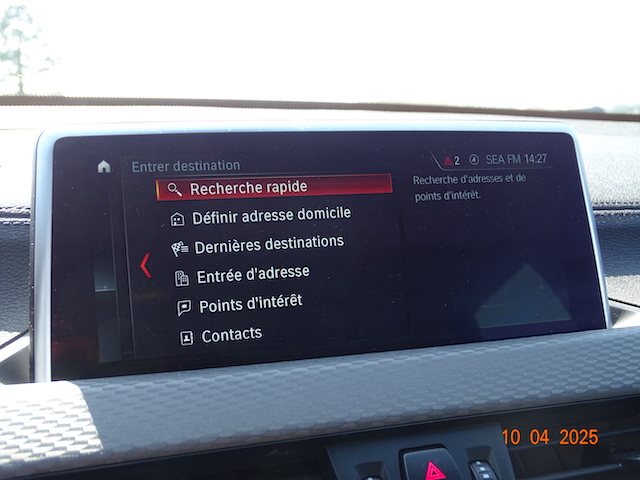 Entrer destination
2 4 SEA FM 14:27
Recherche rapide
Définir adresse domicile
Dernières destinations
Entrée d'adresse
Points d'intérêt
Contacts
Recherche d'adresses et de
points d'intérêt.
10 04 2025